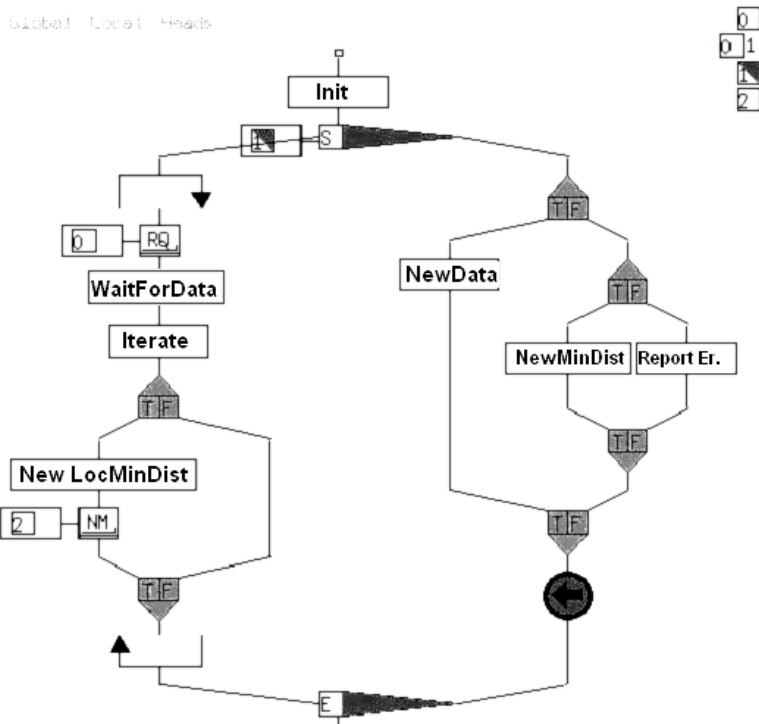 Global Local Heads
0
0 1
1
2
Init
1 S
T F
0 RQ
NewData
WaitForData
T F
Iterate
NewMinDist Report Er.
T F
T F
New LocMinDist
2 NM
T F
T F
E